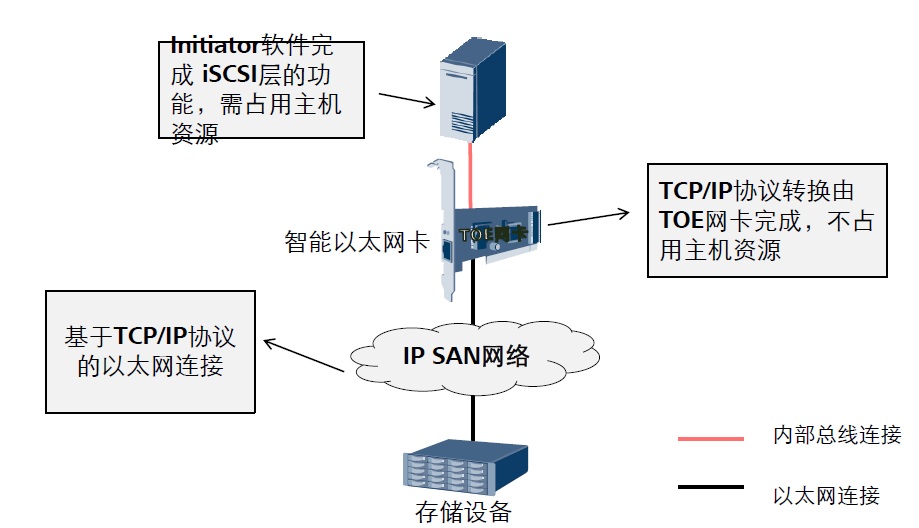 Initiator软件完
成 iSCSI层的功
能，需占用主机
资源
TCP/IP协议转换由
TOE网卡完成，不占
用主机资源
智能以太网卡
TOE网卡
基于TCP/IP协议
的以太网连接
IP SAN网络
内部总线连接
以太网连接
存储设备